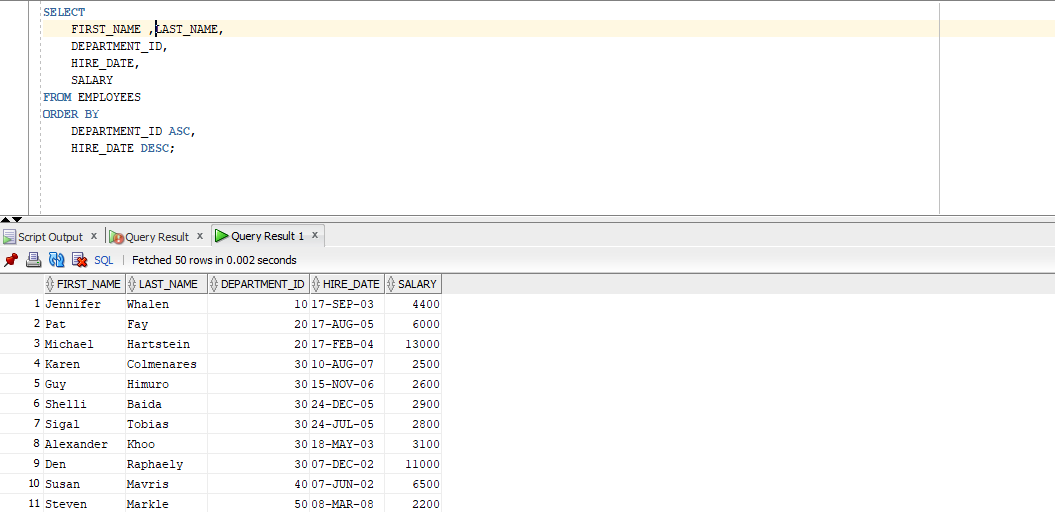 SELECT
FIRST_NAME ,LAST_NAME,
DEPARTMENT_ID,
HIRE_DATE,
SALARY
FROM EMPLOYEES
ORDER BY
DEPARTMENT_ID ASC,
HIRE_DATE DESC;
Script Output x Query Result x Query Result 1 x
SQL | Fetched 50 rows in 0.002 seconds
FIRST_NAME LAST_NAME DEPARTMENT_ID HIRE_DATE SALARY
1 Jennifer Whalen 10 17-SEP-03 4400
2 Pat Fay 20 17-AUG-05 6000
3 Michael Hartstein 20 17-FEB-04 13000
4 Karen Colmenares 30 10-AUG-07 2500
5 Guy Himuro 30 15-NOV-06 2600
6 Shelli Baida 30 24-DEC-05 2900
7 Sigal Tobias 30 24-JUL-05 2800
8 Alexander Khoo 30 18-MAY-03 3100
9 Den Raphaely 30 07-DEC-02 11000
10 Susan Mavris 40 07-JUN-02 6500
11 Steven Markle 50 08-MAR-08 2200